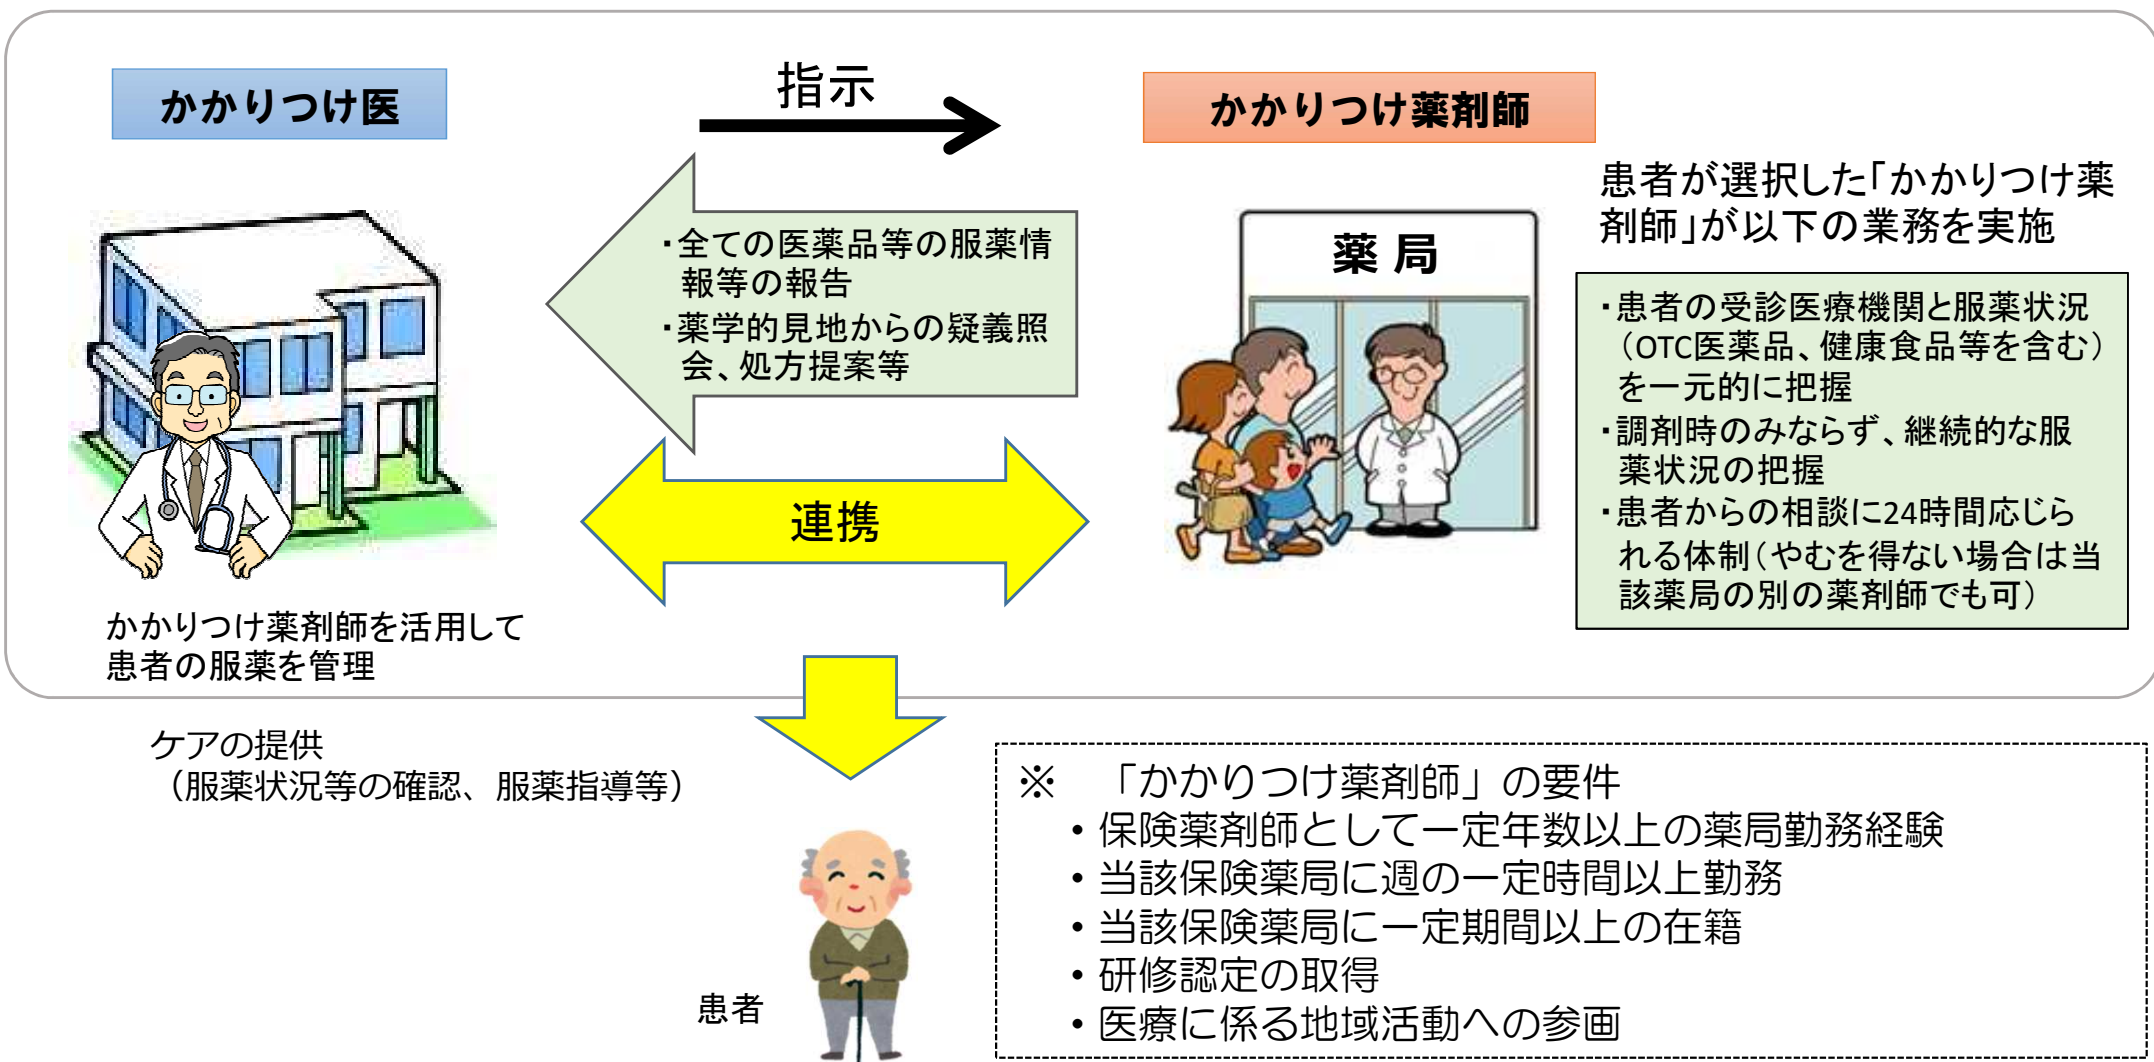 かかりつけ医
指示
かかりつけ薬剤師
患者が選択した「かかりつけ薬
剤師」が以下の業務を実施
・全ての医薬品等の服薬情
報等の報告
・薬学的見地からの疑義照
会、処方提案等
薬局
・患者の受診医療機関と服薬状況
（OTC医薬品、健康食品等を含む）
を一元的に把握
・調剤時のみならず、継続的な服
薬状況の把握
・患者からの相談に24時間応じら
れる体制（やむを得ない場合は当
該薬局の別の薬剤師でも可）
連携
かかりつけ薬剤師を活用して
患者の服薬を管理
ケアの提供
（服薬状況等の確認、服薬指導等）
患者
※　「かかりつけ薬剤師」の要件
・保険薬剤師として一定年数以上の薬局勤務経験
・当該保険薬局に週の一定時間以上勤務
・当該保険薬局に一定期間以上の在籍
・研修認定の取得
・医療に係る地域活動への参画